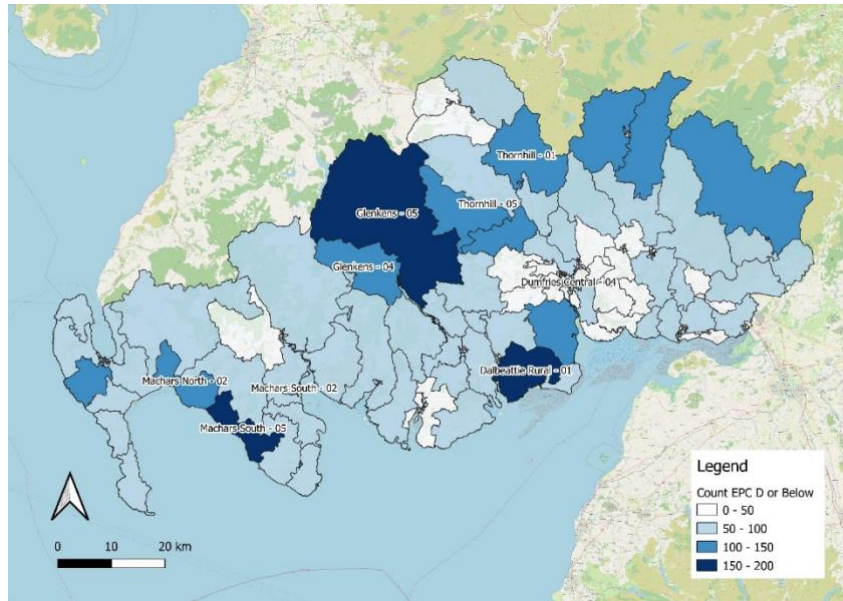 Thornhill - 01
Glenkens - 05
Thornhill - 05
Glenkens - 04
Dumfries Central - 04
Dalbeattie Rural - 01
Machars North - 02
Machars South - 02
Machars South - 05
Legend
Count EPC D or Below
0 - 50
50 - 100
100 - 150
150 - 200
0 10 20 km